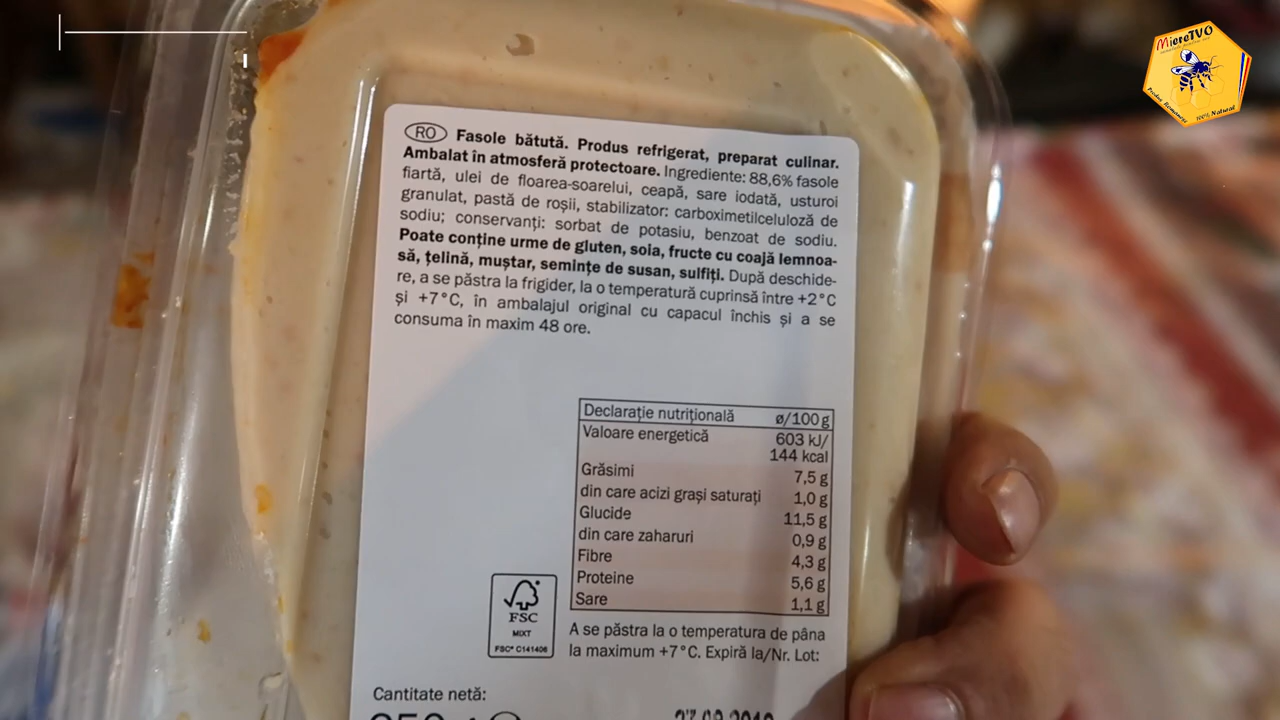 MiereTVO
Produs Românesc
100% Natural
RO Fasole bătută. Produs refrigerat, preparat culinar.
Ambalat în atmosferă protectoare. Ingrediente: 88,6% fasole
fiartă, ulei de floarea-soarelui, ceapă, sare iodată, usturoi
granulat, pastă de roșii, stabilizator: carboximetilceluloză de
sodiu; conservanți: sorbat de potasiu, benzoat de sodiu.
Poate conține urme de gluten, soia, fructe cu coajă lemnoa-
să, țelină, muștar, semințe de susan, sulfiți. După deschide-
re, a se păstra la frigider, la o temperatură cuprinsă între +2°C
și +7°C, în ambalajul original cu capacul închis și a se
consuma în maxim 48 ore.
Declarație nutrițională ø/100 g
Valoare energetică 603 kJ/
144 kcal
Grăsimi 7,5 g
din care acizi grași saturați 1,0 g
Glucide 11,5 g
din care zaharuri 0,9 g
Fibre 4,3 g
Proteine 5,6 g
Sare 1,1 g
FSC
MIXT
FSC® C141406
A se păstra la o temperatura de pâna
la maximum +7°C. Expiră la/Nr. Lot:
Cantitate netă: